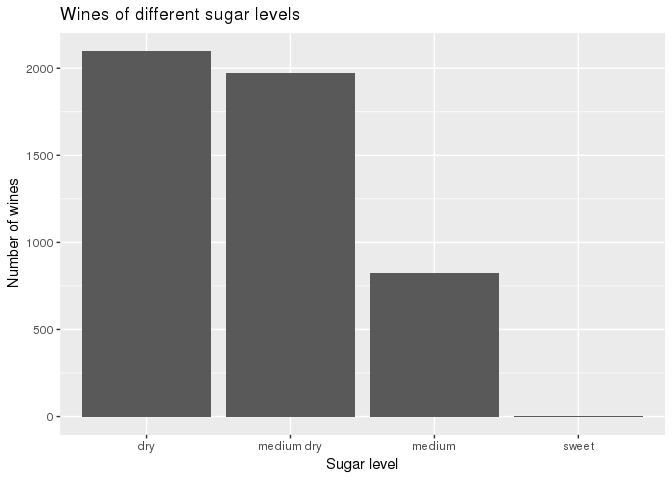 Wines of different sugar levels
Number of wines
2000
1500
1000
500
0
dry medium dry medium sweet
Sugar level